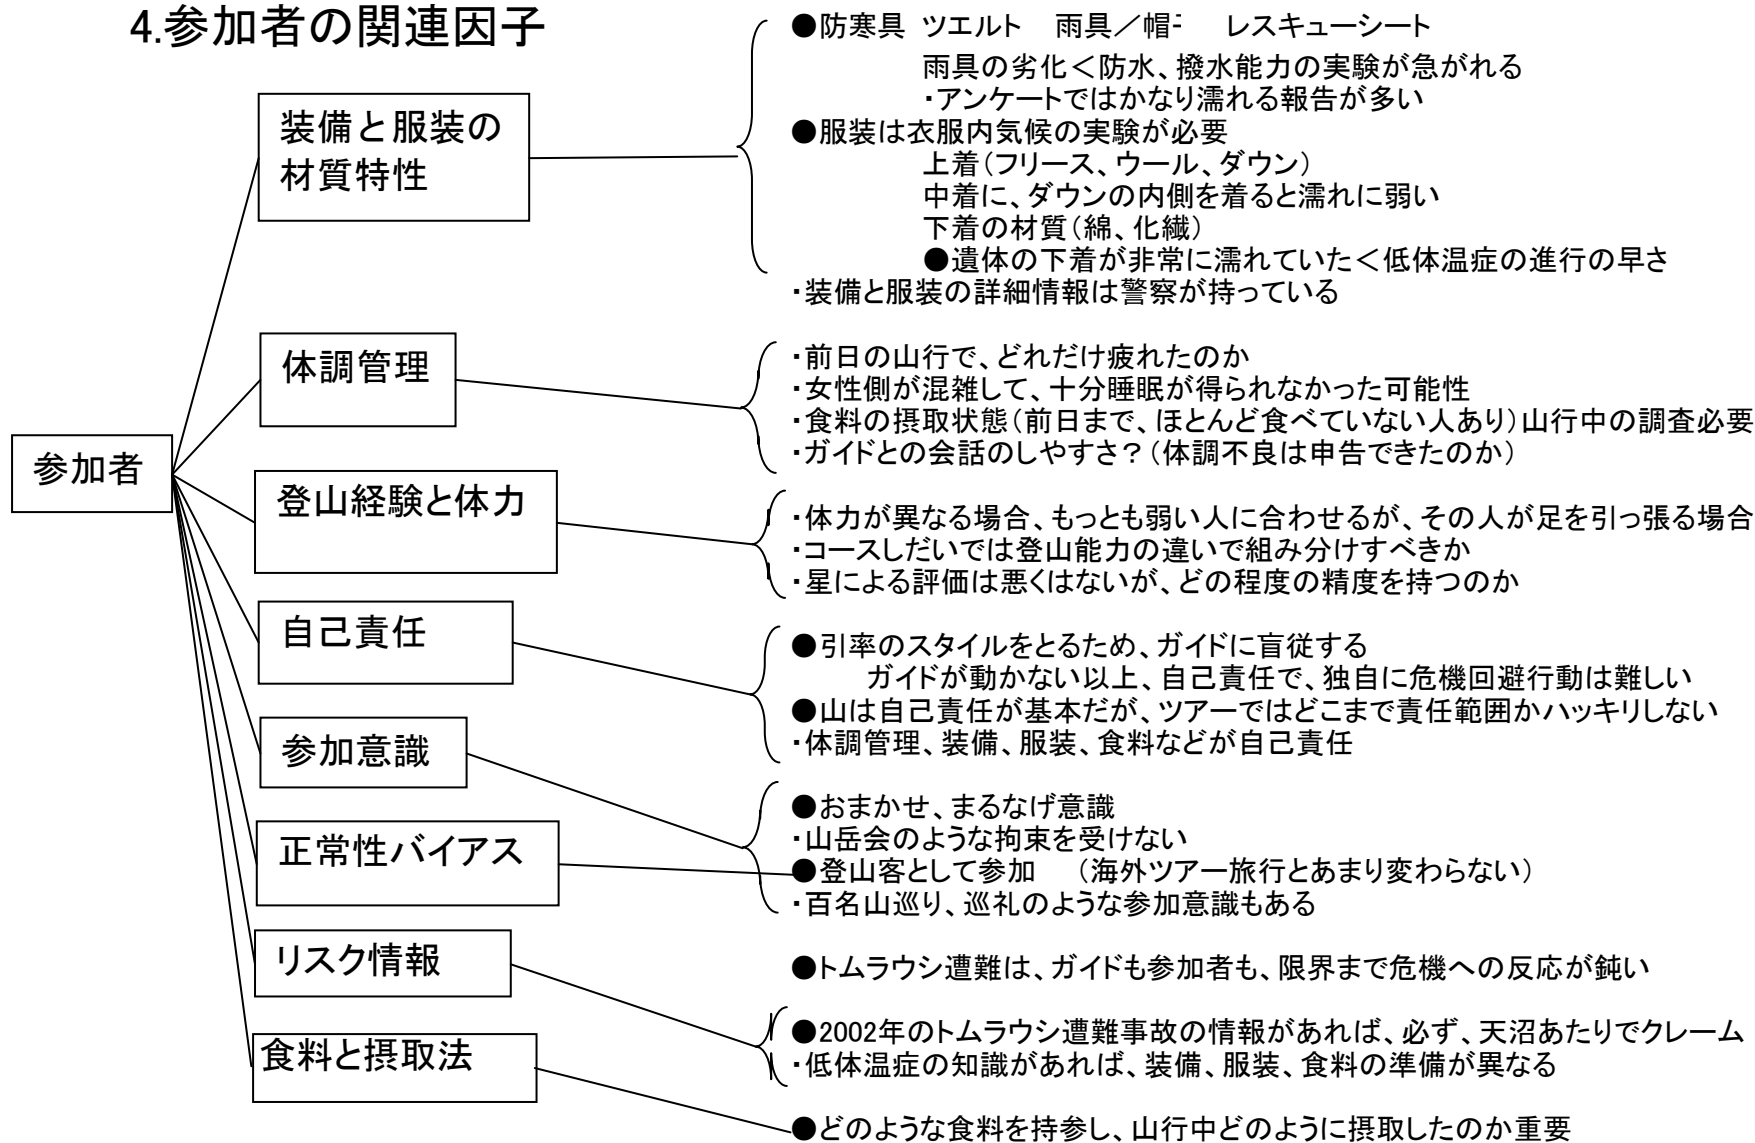 4.参加者の関連因子
参加者
装備と服装の
材質特性
●防寒具 ツエルト 雨具／帽子 レスキューシート
雨具の劣化＜防水、撥水能力の実験が急がれる
・アンケートではかなり濡れる報告が多い
●服装は衣服内気候の実験が必要
上着（フリース、ウール、ダウン）
中着に、ダウンの内側を着ると濡れに弱い
下着の材質（綿、化繊）
●遺体の下着が非常に濡れていた＜低体温症の進行の早さ
・装備と服装の詳細情報は警察が持っている
体調管理
・前日の山行で、どれだけ疲れたのか
・女性側が混雑して、十分睡眠が得られなかった可能性
・食料の摂取状態（前日まで、ほとんど食べていない人あり）山行中の調査必要
・ガイドとの会話のしやすさ？（体調不良は申告できたのか）
登山経験と体力
・体力が異なる場合、もっとも弱い人に合わせるが、その人が足を引っ張る場合
・コースしだいでは登山能力の違いで組み分けすべきか
・星による評価は悪くはないが、どの程度の精度を持つのか
自己責任
●引率のスタイルをとるため、ガイドに盲従する
ガイドが動かない以上、自己責任で、独自に危機回避行動は難しい
●山は自己責任が基本だが、ツアーではどこまで責任範囲かハッキリしない
・体調管理、装備、服装、食料などが自己責任
参加意識
●おまかせ、まるなげ意識
・山岳会のような拘束を受けない
●登山客として参加 （海外ツアー旅行とあまり変わらない）
・百名山巡り、巡礼のような参加意識もある
正常性バイアス
●トムラウシ遭難は、ガイドも参加者も、限界まで危機への反応が鈍い
リスク情報
●2002年のトムラウシ遭難事故の情報があれば、必ず、天沼あたりでクレーム
・低体温症の知識があれば、装備、服装、食料の準備が異なる
食料と摂取法
●どのような食料を持参し、山行中どのように摂取したのか重要